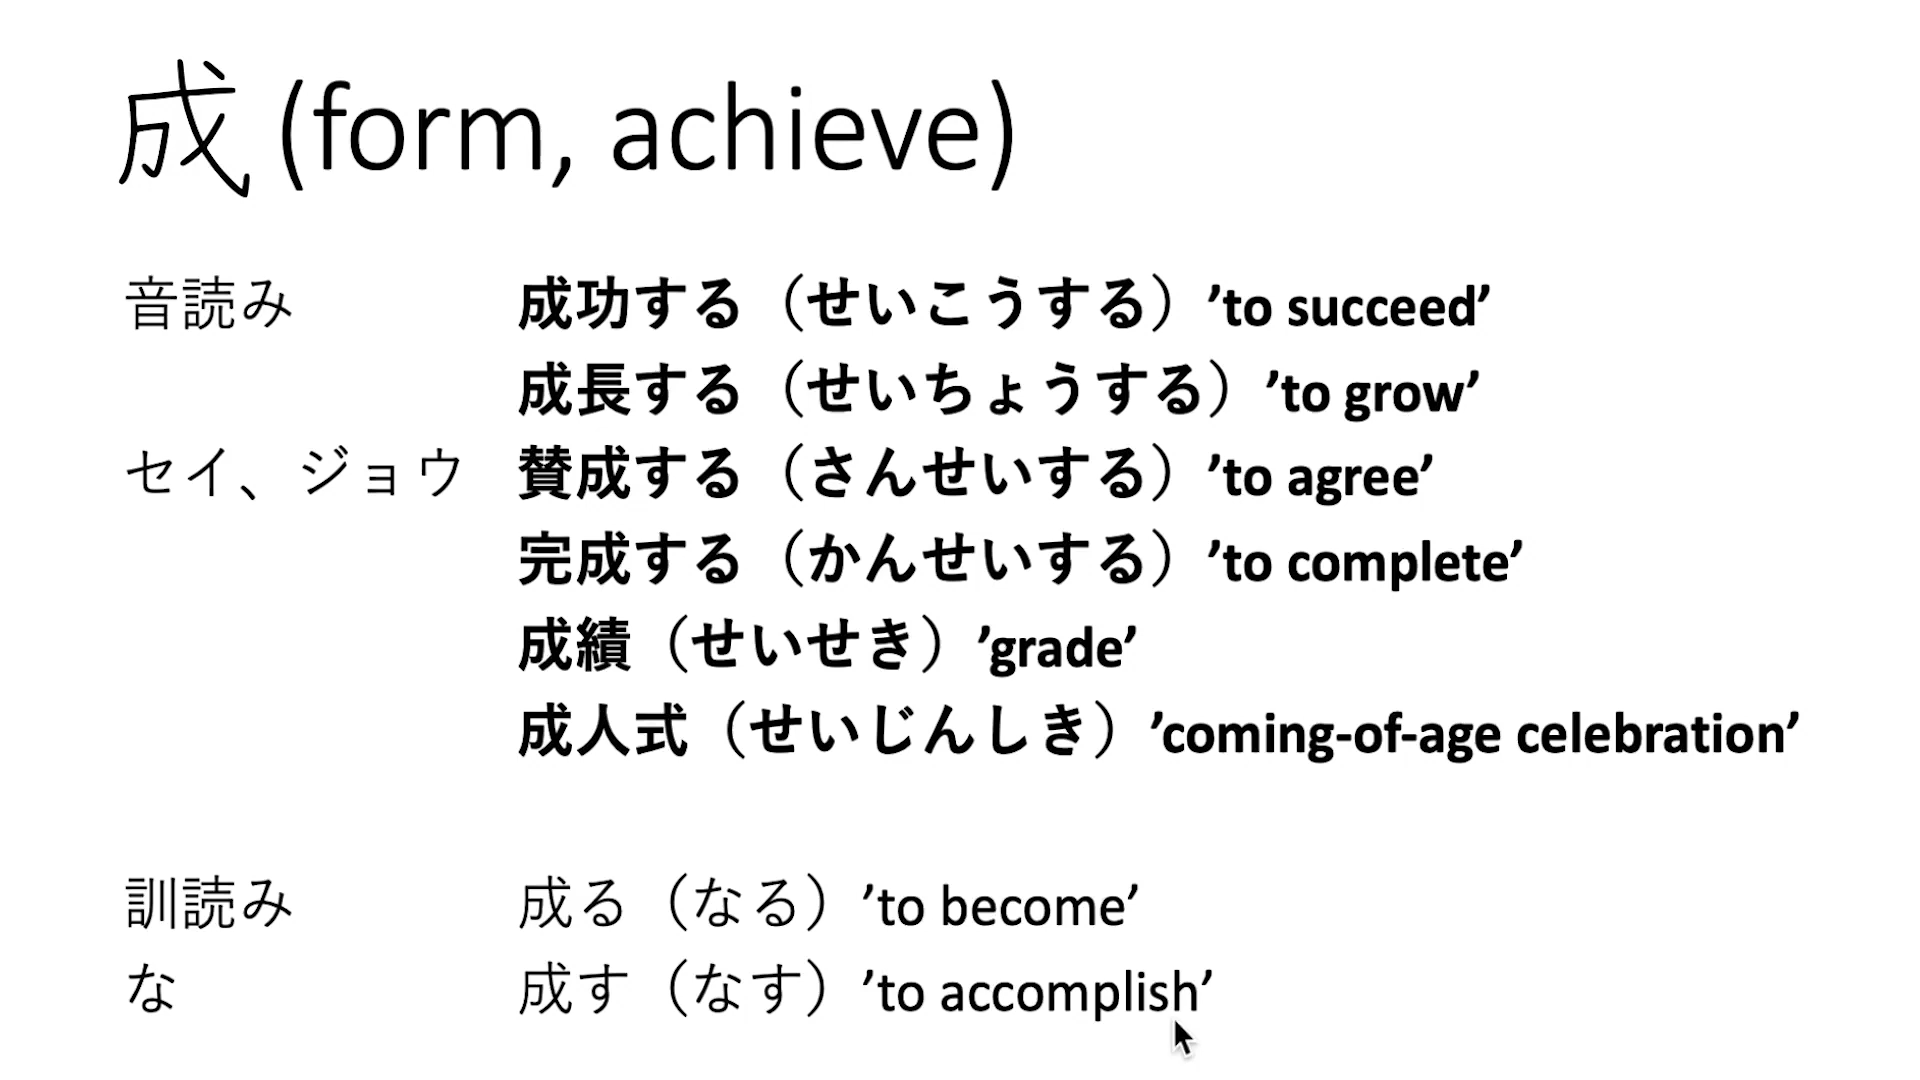 成 (form, achieve)
音読み 成功する（せいこうする）’to succeed’
成長する（せいちょうする）’to grow’
セイ、ジョウ 賛成する（さんせいする）’to agree’
完成する（かんせいする）’to complete’
成績（せいせき）’grade’
成人式（せいじんしき）’coming-of-age celebration’
訓読み 成る（なる）’to become’
な 成す（なす）’to accomplish’